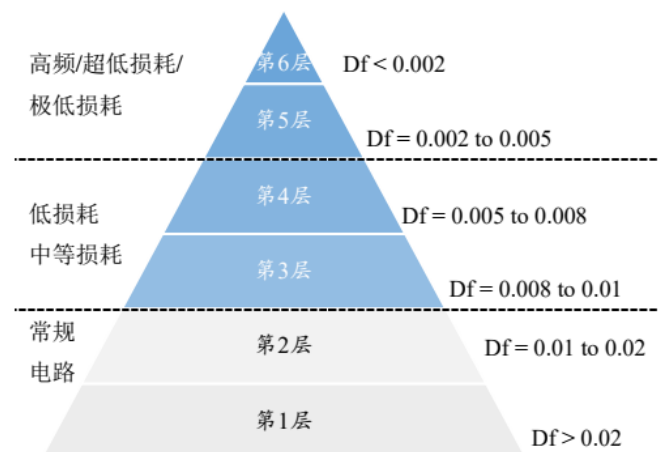 高频/超低损耗/
极低损耗
第6层
Df < 0.002
第5层
Df = 0.002 to 0.005
低损耗
中等损耗
第4层
Df = 0.005 to 0.008
第3层
Df = 0.008 to 0.01
常规
电路
第2层
Df = 0.01 to 0.02
第1层
Df > 0.02